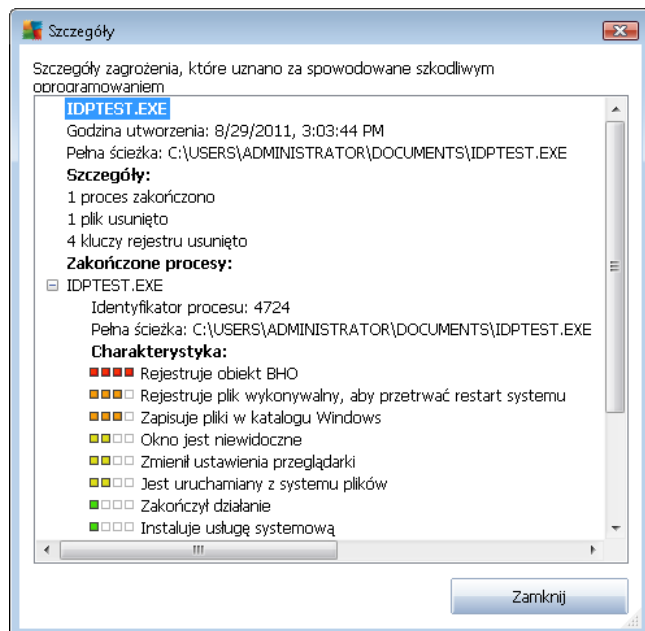 Szczegóły
Szczegóły zagrożenia, które uznano za spowodowane szkodliwym
oprogramowaniem
IDPTEST.EXE
Godzina utworzenia: 8/29/2011, 3:03:44 PM
Pełna ścieżka: C:\USERS\ADMINISTRATOR\DOCUMENTS\IDPTEST.EXE
Szczegóły:
1 proces zakończono
1 plik usunięto
4 kluczy rejestru usunięto
Zakończone procesy:
IDPTEST.EXE
Identyfikator procesu: 4724
Pełna ścieżka: C:\USERS\ADMINISTRATOR\DOCUMENTS\IDPTEST.EXE
Charakterystyka:
Rejestruje obiekt BHO
Rejestruje plik wykonywalny, aby przetrwać restart systemu
Zapisuje pliki w katalogu Windows
Okno jest niewidoczne
Zmienił ustawienia przeglądarki
Jest uruchamiany z systemu plików
Zakończył działanie
Instaluje usługę systemową
Zamknij